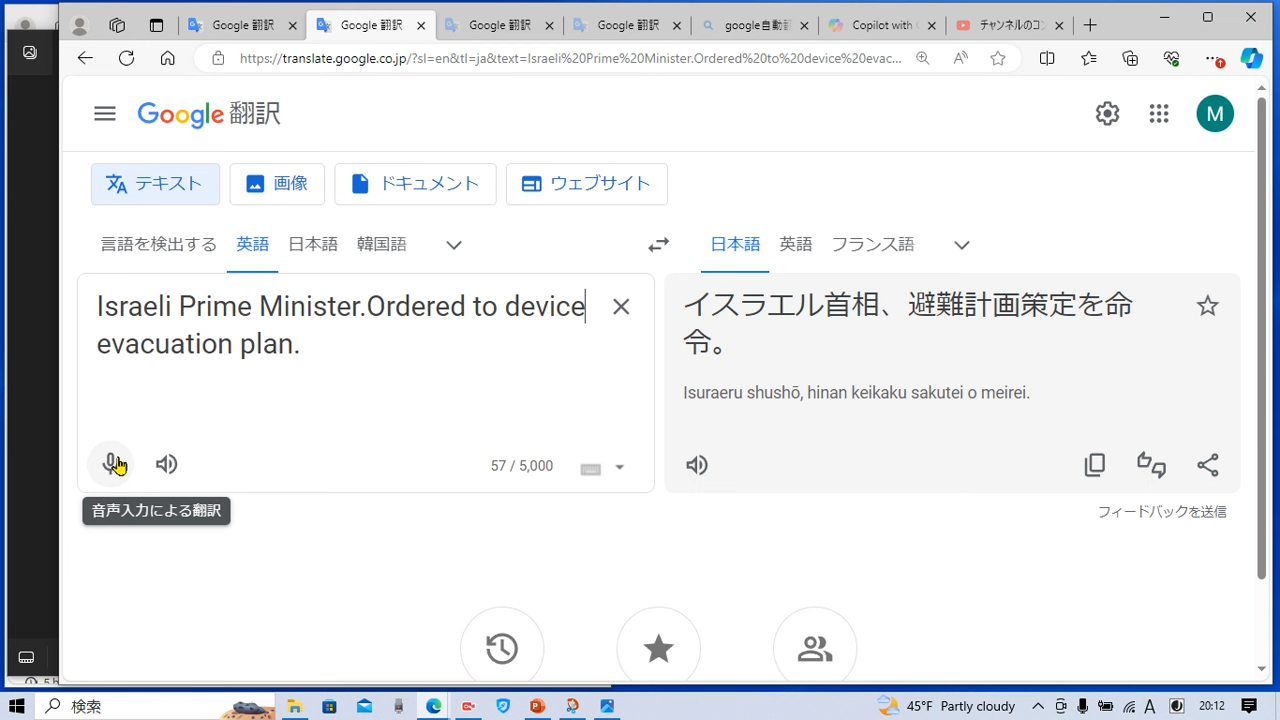 Google 翻訳
Google 翻訳
Google 翻訳
Google 翻訳
google自動翻
Copilot with
チャンネルのコン
https://translate.google.co.jp/?sl=en&tl=ja&text=Israeli%20Prime%20Minister.Ordered%20to%20device%20evac...
Google 翻訳
M
テキスト
画像
ドキュメント
ウェブサイト
言語を検出する 英語 日本語 韓国語
日本語 英語 フランス語
Israeli Prime Minister.Ordered to device
evacuation plan.
57 / 5,000
音声入力による翻訳
イスラエル首相、避難計画策定を命
令。
Isuraeru shushō, hinan keikaku sakutei o meirei.
フィードバックを送信
検索
45°F Partly cloudy
A
20:12